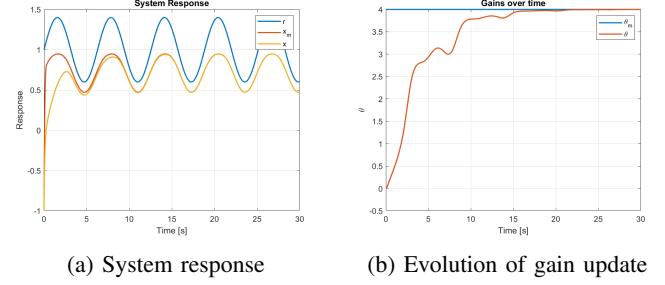 System Response
1.5
1
0.5
0
-0.5
-1
Response
0
5
10
15
20
25
30
Time [s]
r
x_m
x
(a) System response
Gains over time
4
3.5
3
2.5
2
1.5
1
0.5
0
-0.5
θ
0
5
10
15
20
25
30
Time [s]
θ_m
θ
(b) Evolution of gain update